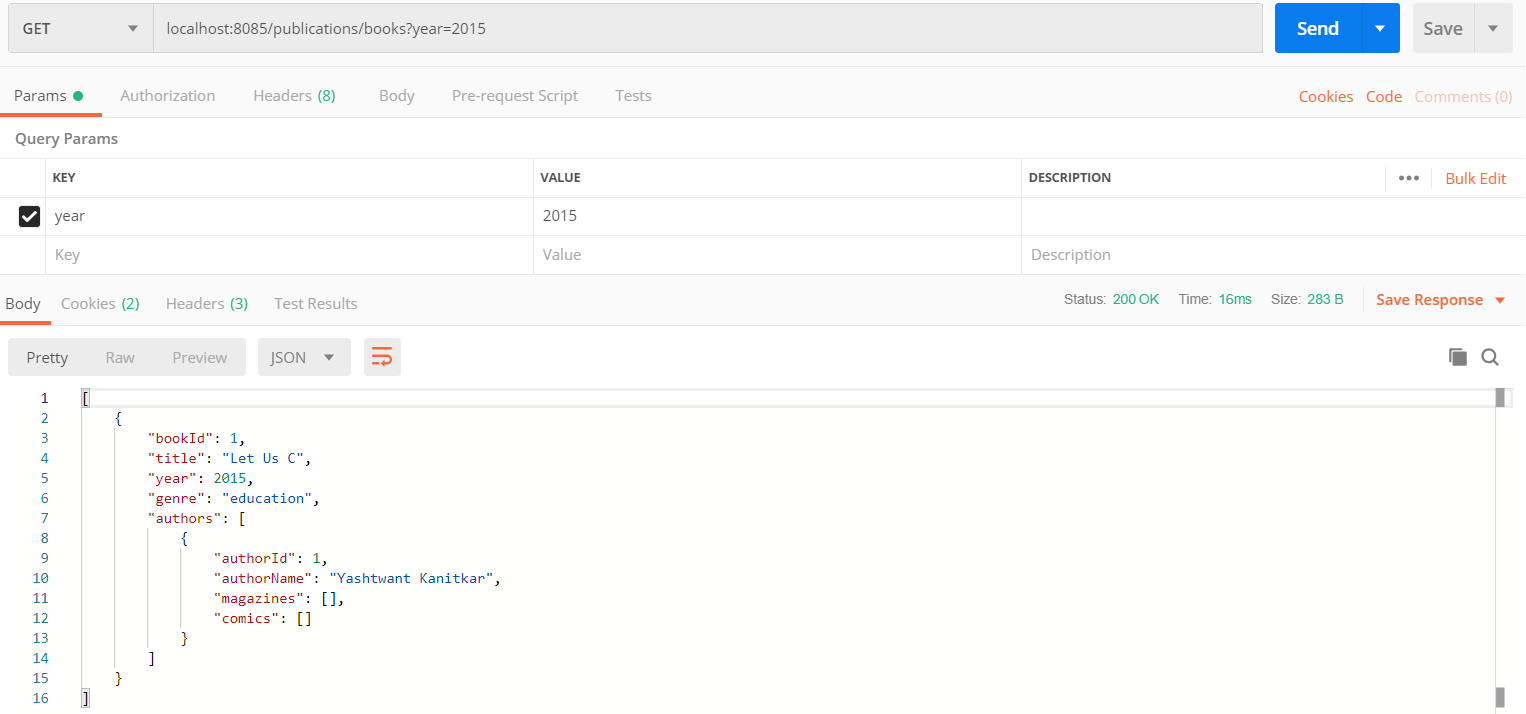 GET localhost:8085/publications/books?year=2015 Send Save
Params Authorization Headers (8) Body Pre-request Script Tests Cookies Code Comments (0)
Query Params
KEY VALUE DESCRIPTION ••• Bulk Edit
year 2015
Key Value Description
Body Cookies (2) Headers (3) Test Results Status: 200 OK Time: 16ms Size: 283 B Save Response
Pretty Raw Preview JSON
1 [
2 {
3 "bookId": 1,
4 "title": "Let Us C",
5 "year": 2015,
6 "genre": "education",
7 "authors": [
8 {
9 "authorId": 1,
10 "authorName": "Yashtwant Kanitkar",
11 "magazines": [],
12 "comics": []
13 }
14 ]
15 }
16 ]